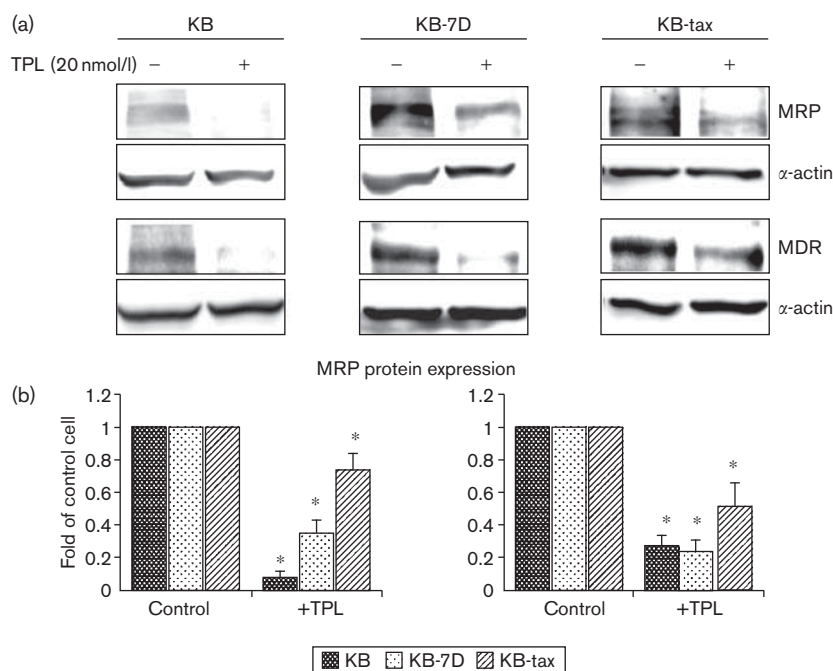 (a)
KB KB-7D KB-tax
TPL (20 nmol/l) – + – + – +
MRP
α-actin
MDR
α-actin
MRP protein expression
(b)
Fold of control cell
1.2
1
0.8
0.6
0.4
0.2
0
Control +TPL
* * *
1.2
1
0.8
0.6
0.4
0.2
0
Control +TPL
* * *
KB KB-7D KB-tax